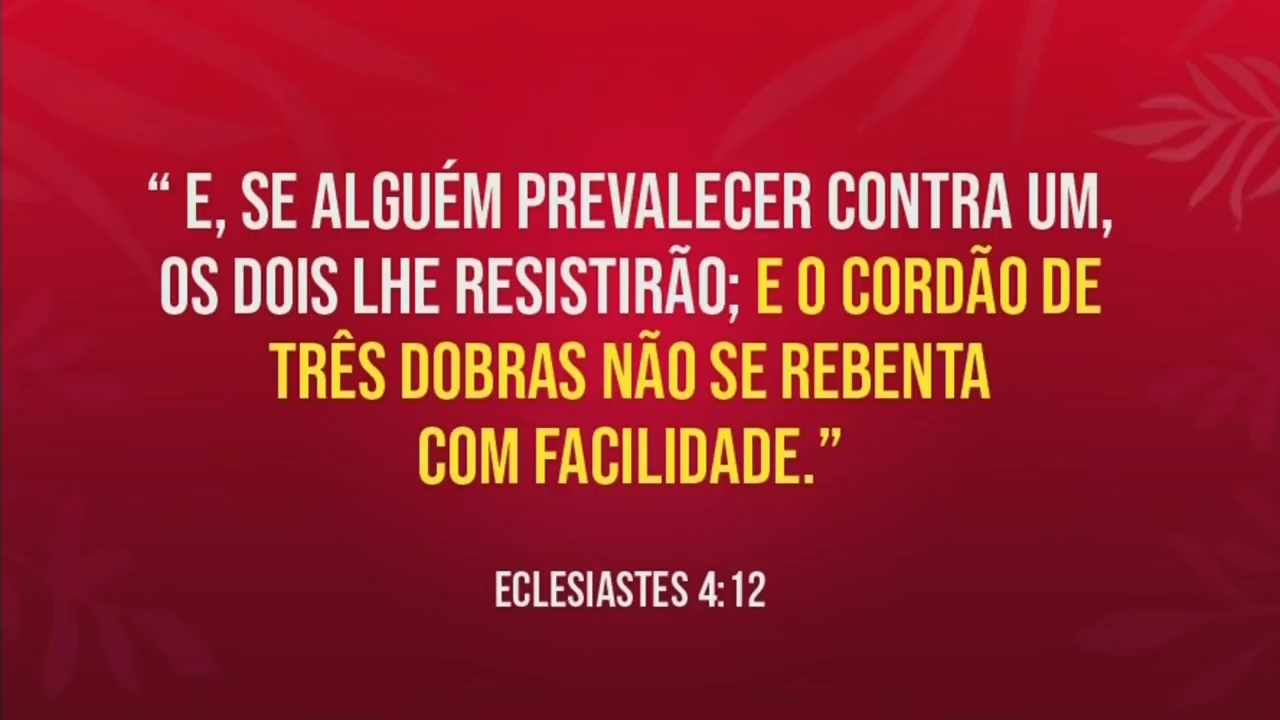 “ E, SE ALGUÉM PREVALECER CONTRA UM,
OS DOIS LHE RESISTIRÃO; E O CORDÃO DE
TRÊS DOBRAS NÃO SE REBENTA
COM FACILIDADE.”
ECLESIASTES 4:12